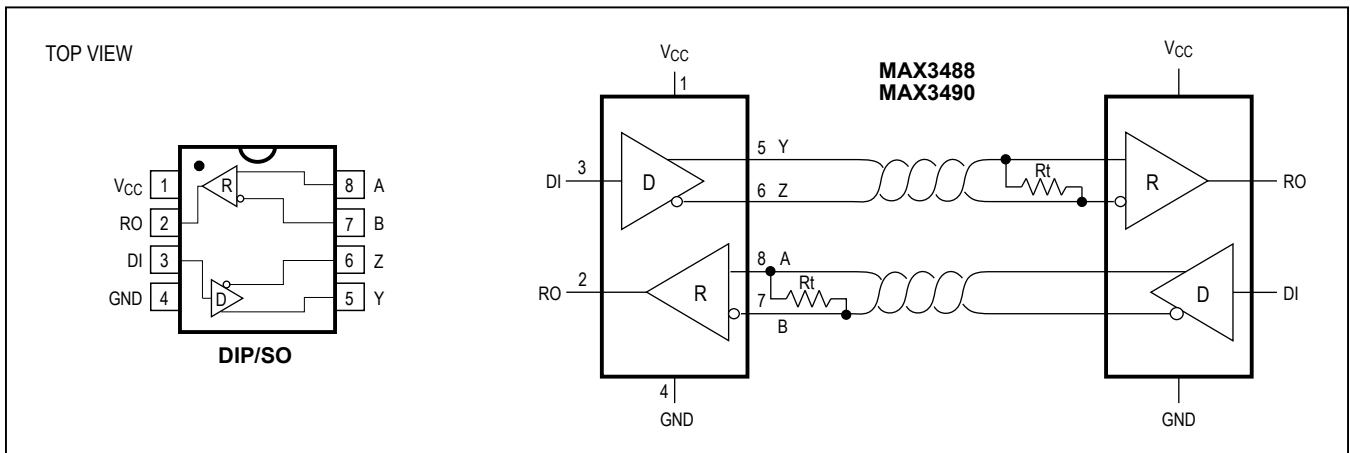 TOP VIEW
VCC 1
RO 2
DI 3
GND 4
8 A
7 B
6 Z
5 Y
R
D
DIP/SO
MAX3488
MAX3490
VCC
1
DI 3
D
5 Y
6 Z
Rt
R
RO
VCC
RO 2
R
8 A
7
B
Rt
D
DI
4
GND
GND